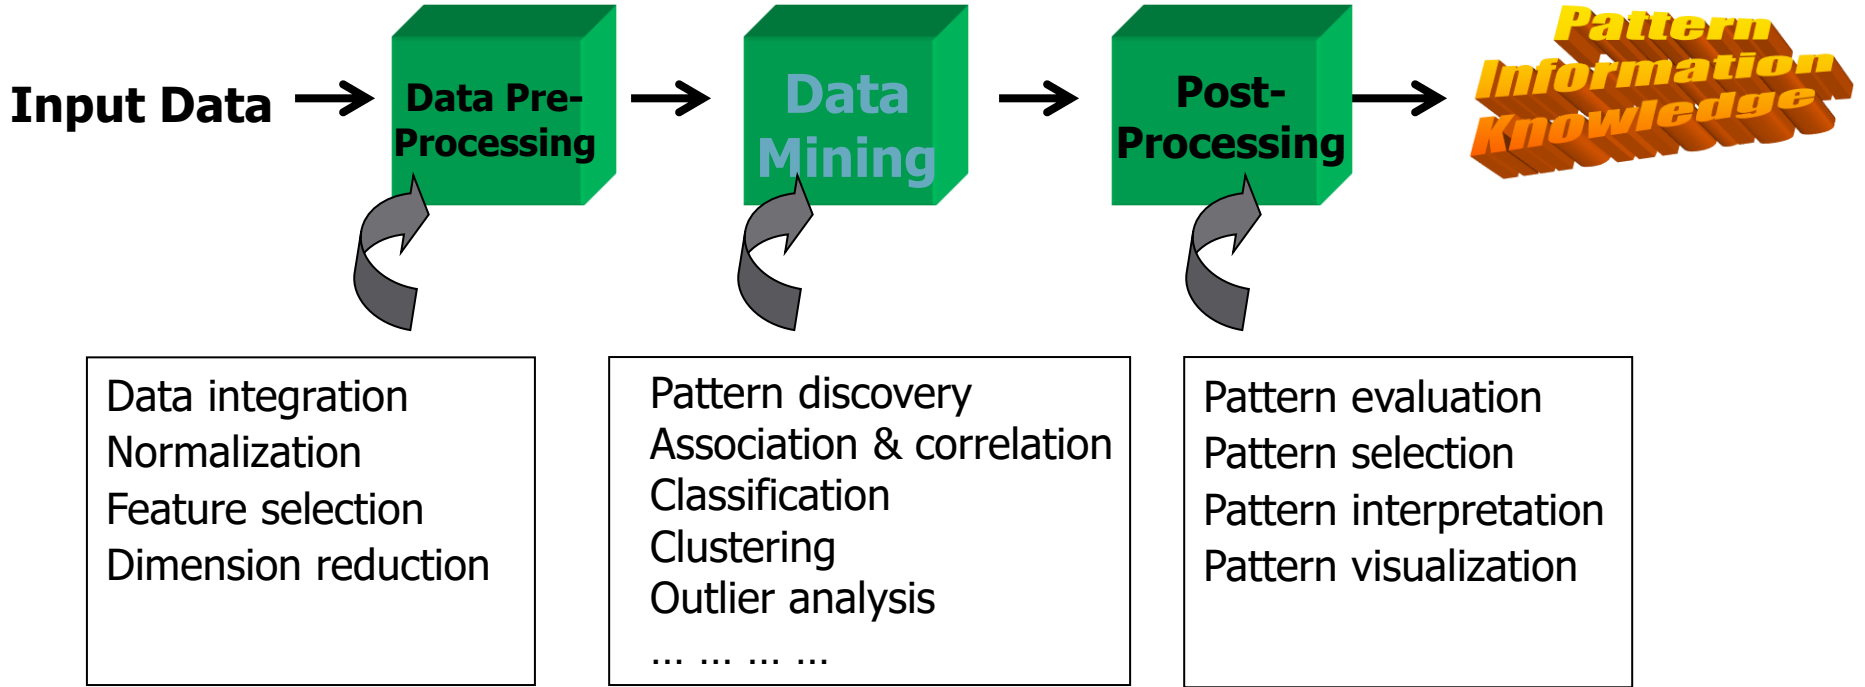 Input Data
Data Pre-
Processing
Data
Mining
Post-
Processing
Pattern
Information
Knowledge
Data integration
Normalization
Feature selection
Dimension reduction
Pattern discovery
Association & correlation
Classification
Clustering
Outlier analysis
… … … …
Pattern evaluation
Pattern selection
Pattern interpretation
Pattern visualization